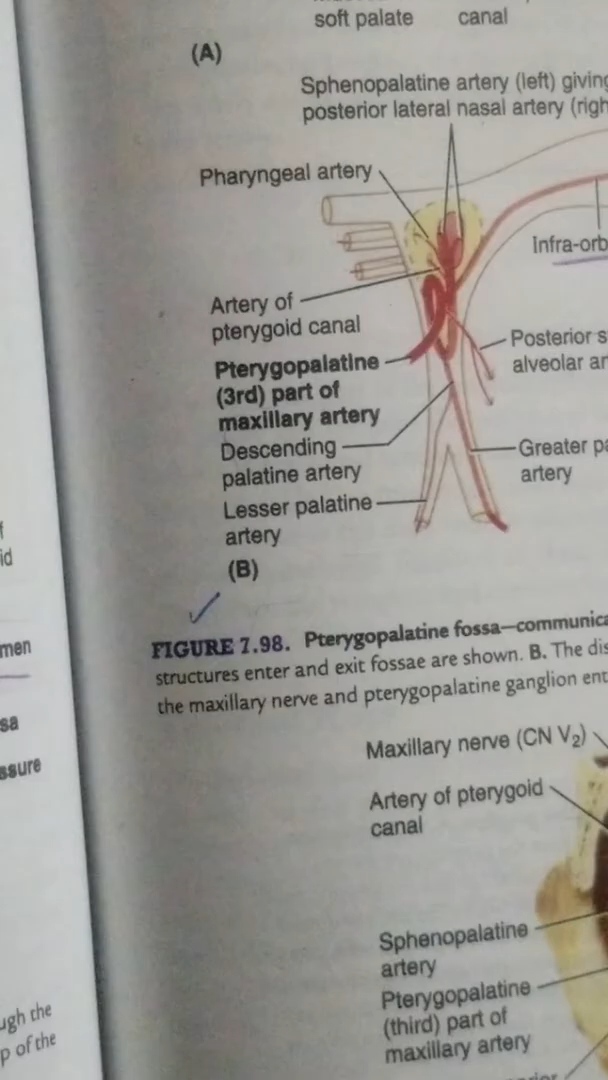 soft palate canal
(A)
Sphenopalatine artery (left) giving
posterior lateral nasal artery (righ
Pharyngeal artery
Infra-orb
Artery of
pterygoid canal
Posterior s
alveolar ar
Pterygopalatine
(3rd) part of
maxillary artery
Descending
palatine artery
Greater pa
artery
Lesser palatine
artery
(B)
FIGURE 7.98. Pterygopalatine fossa—communica
structures enter and exit fossae are shown. B. The dis
the maxillary nerve and pterygopalatine ganglion ent
Maxillary nerve (CN V2)
Artery of pterygoid
canal
Sphenopalatine
artery
Pterygopalatine
(third) part of
maxillary artery
f
id
men
sa
ssure
ugh the
p of the